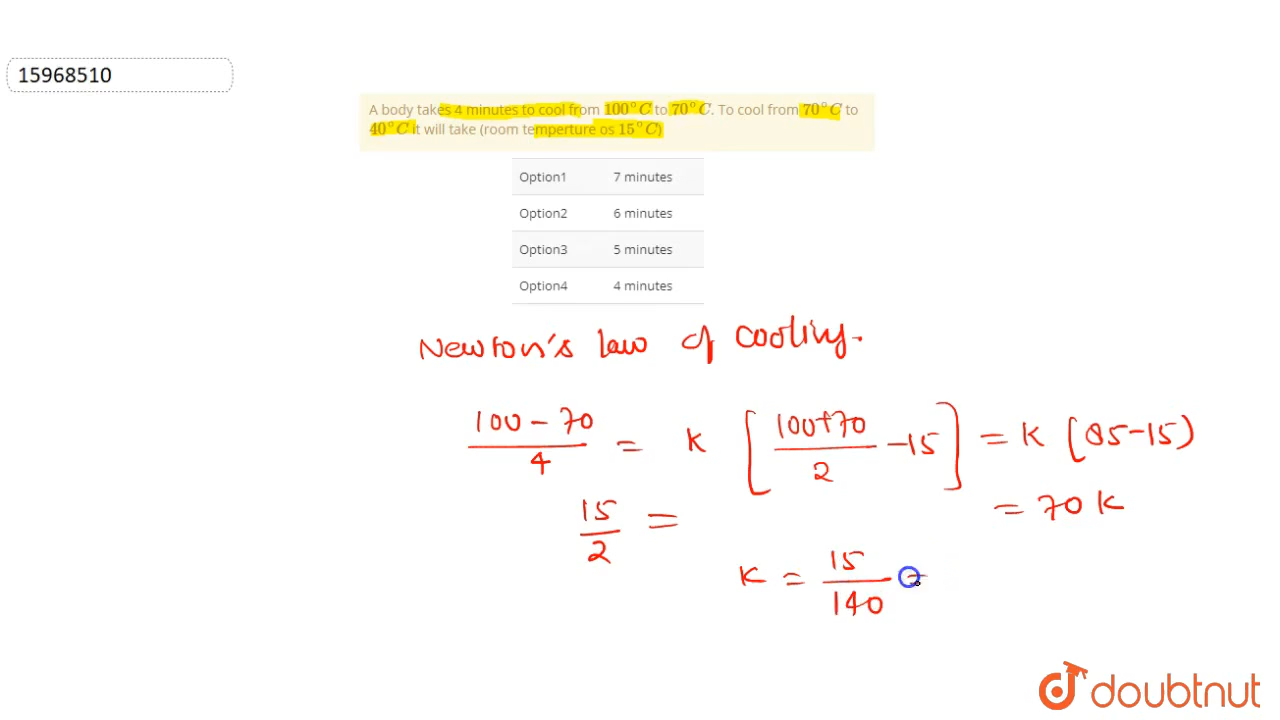 15968510
A body takes 4 minutes to cool from 100°C to 70°C. To cool from 70°C to
40°C it will take (room temperture os 15°C)
Option1 7 minutes
Option2 6 minutes
Option3 5 minutes
Option4 4 minutes
Newton's law of cooling.
100 - 70 / 4 = K [ 100+70 / 2 - 15 ] = K [85-15)
15 / 2 = = 70 K
K = 15 / 140 =
doubtnut